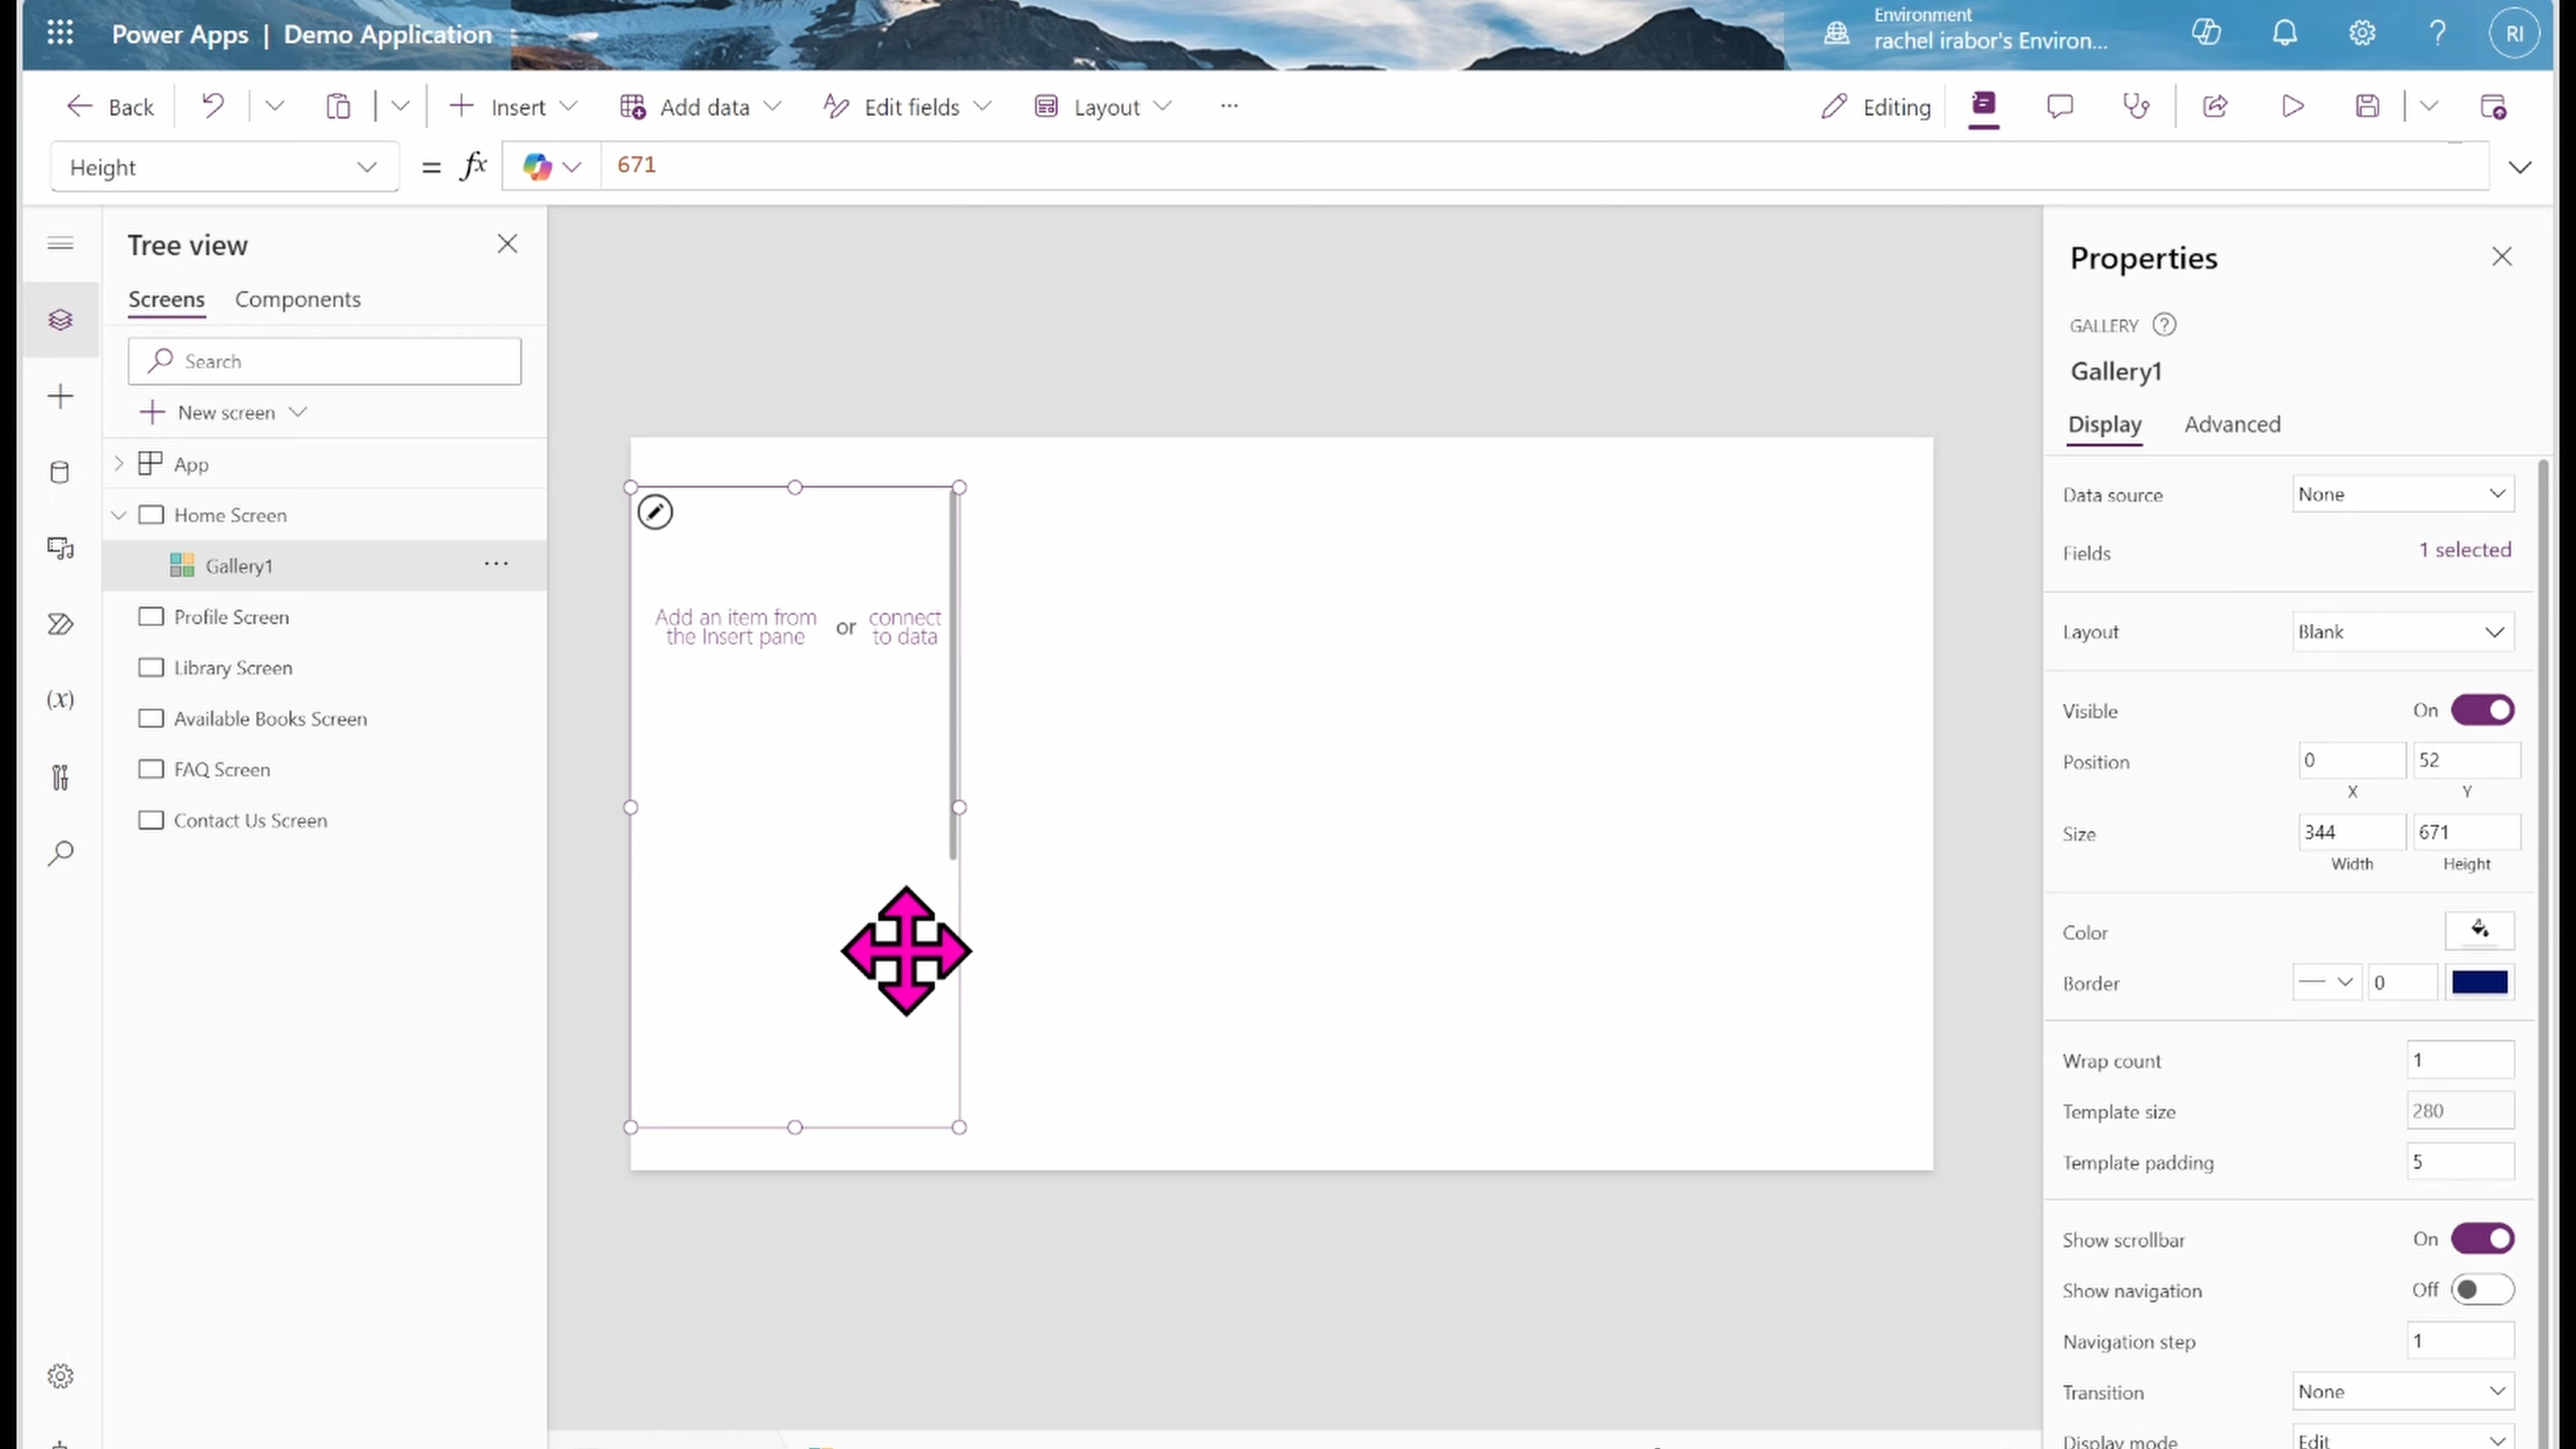 Power Apps | Demo Application
Environment
rachel irabor's Environ...
RI
Back
Insert
Add data
Edit fields
Layout
...
Editing
Height
= fx
671
Tree view
Screens
Components
Search
New screen
App
Home Screen
Gallery1
...
Profile Screen
Library Screen
Available Books Screen
FAQ Screen
Contact Us Screen
(x)
Add an item from
the Insert pane
or
connect
to data
Properties
GALLERY ?
Gallery1
Display
Advanced
Data source
None
Fields
1 selected
Layout
Blank
Visible
On
Position
0
52
X
Y
Size
344
671
Width
Height
Color
Border
0
Wrap count
1
Template size
280
Template padding
5
Show scrollbar
On
Show navigation
Off
Navigation step
1
Transition
None
Display mode
Edit